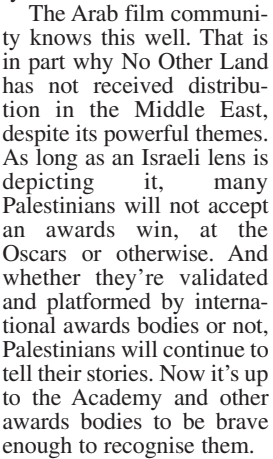 The Arab film communi-
ty knows this well. That is
in part why No Other Land
has not received distribu-
tion in the Middle East,
despite its powerful themes.
As long as an Israeli lens is
depicting it, many
Palestinians will not accept
an awards win, at the
Oscars or otherwise. And
whether they're validated
and platformed by interna-
tional awards bodies or not,
Palestinians will continue to
tell their stories. Now it's up
to the Academy and other
awards bodies to be brave
enough to recognise them.